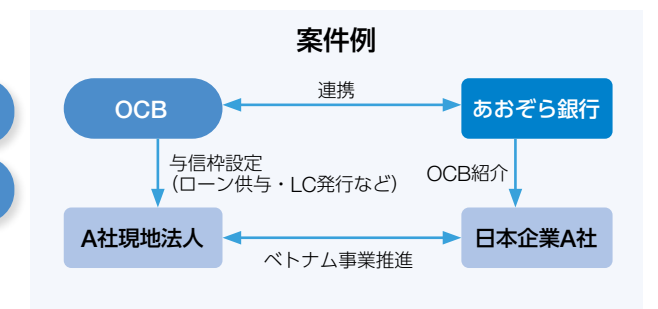 案件例
OCB
連携
あおぞら銀行
与信枠設定
（ローン供与・LC発行など）
OCB紹介
A社現地法人
ベトナム事業推進
日本企業A社